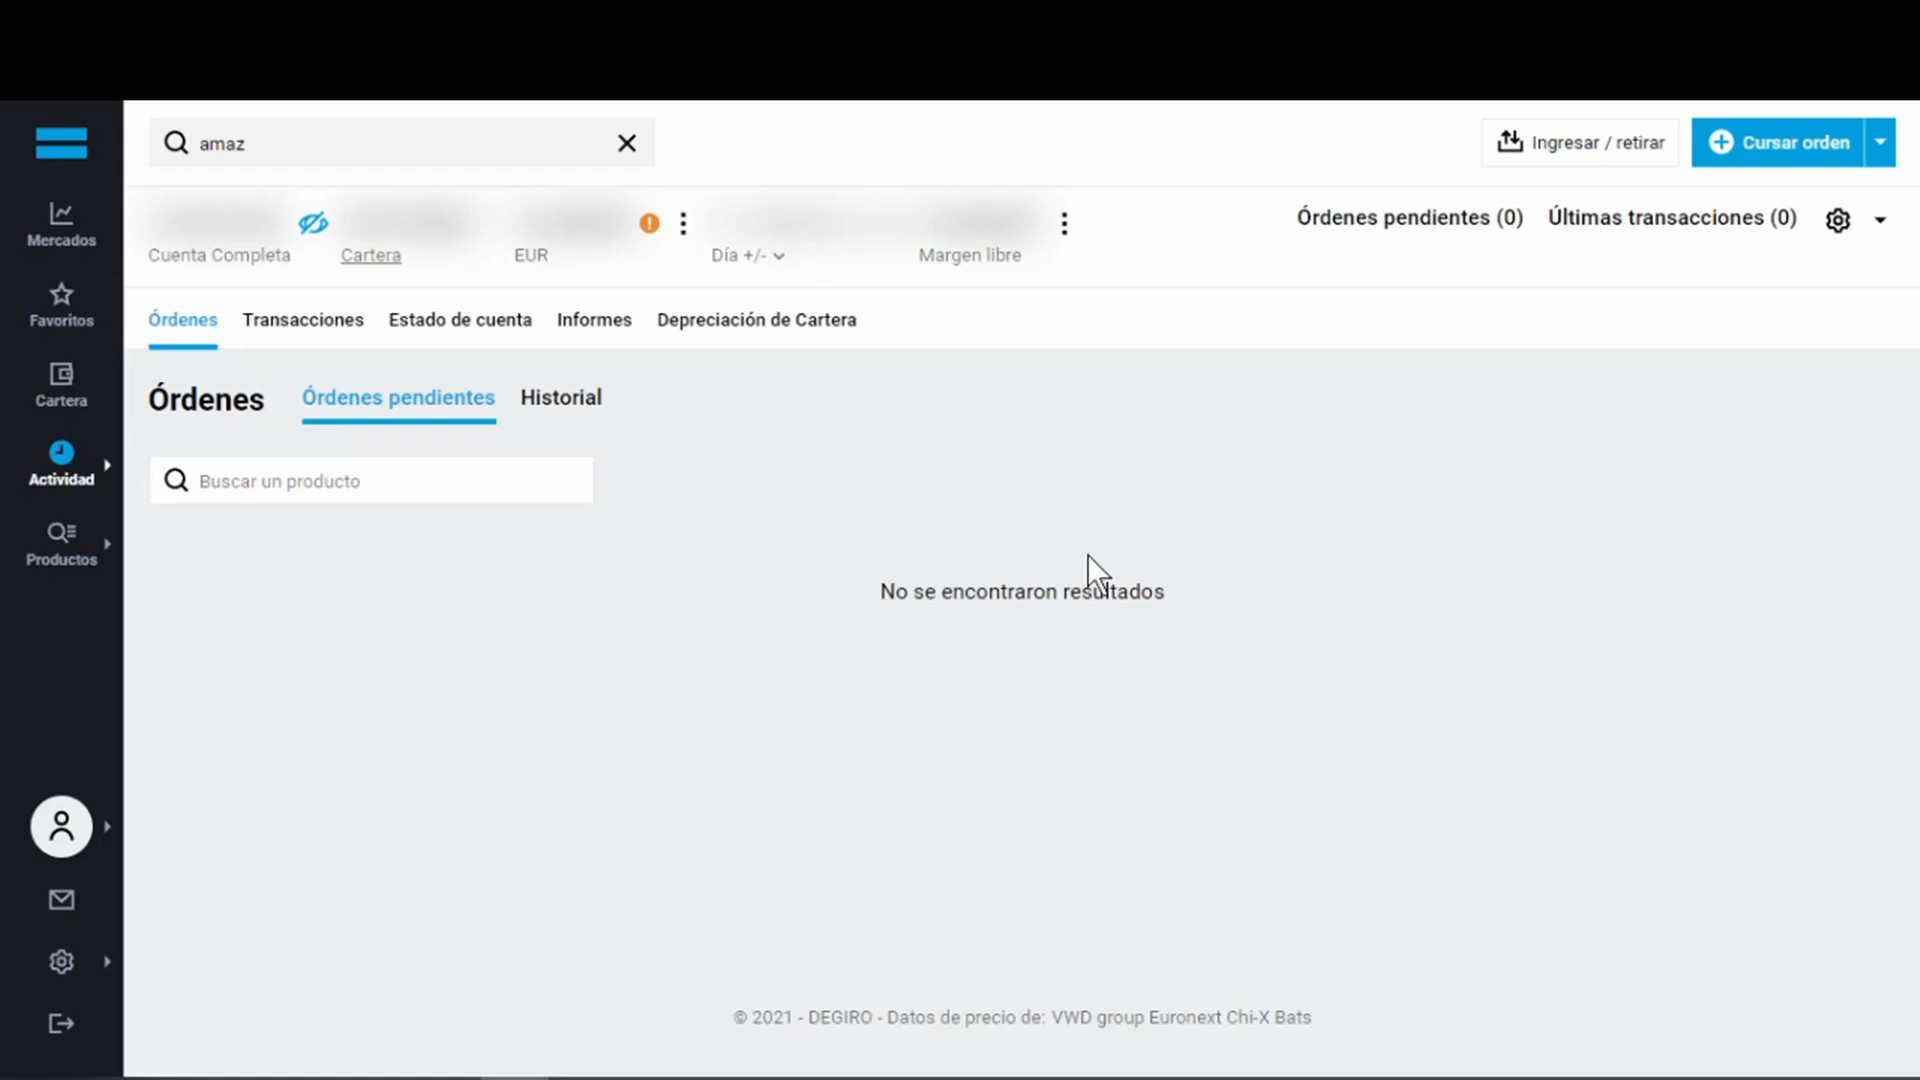 amaz
Ingresar / retirar
Cursar orden
Cuenta Completa
Cartera
EUR
Día +/-
Margen libre
Órdenes pendientes (0)
Últimas transacciones (0)
Mercados
Favoritos
Cartera
Actividad
Productos
Órdenes
Transacciones
Estado de cuenta
Informes
Depreciación de Cartera
Órdenes
Órdenes pendientes
Historial
Buscar un producto
No se encontraron resultados
© 2021 - DEGIRO - Datos de precio de: VWD group Euronext Chi-X Bats